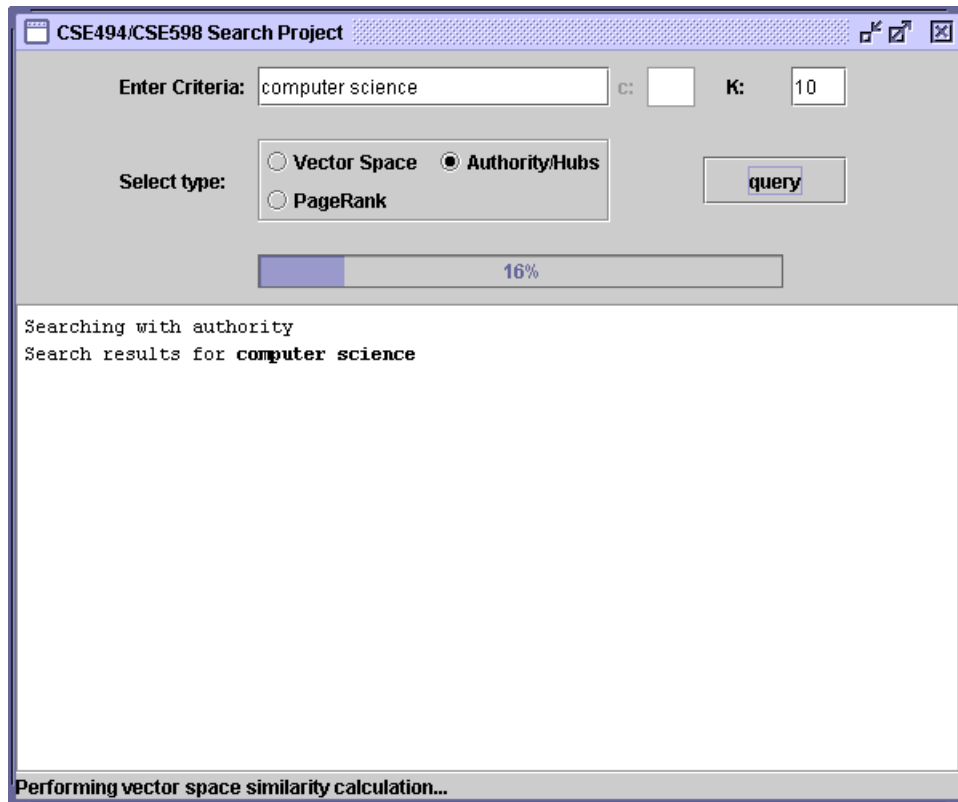 CSE494/CSE598 Search Project
Enter Criteria: computer science c: K: 10
Vector Space Authority/Hubs
Select type: query
PageRank
16%
Searching with authority
Search results for computer science
Performing vector space similarity calculation...